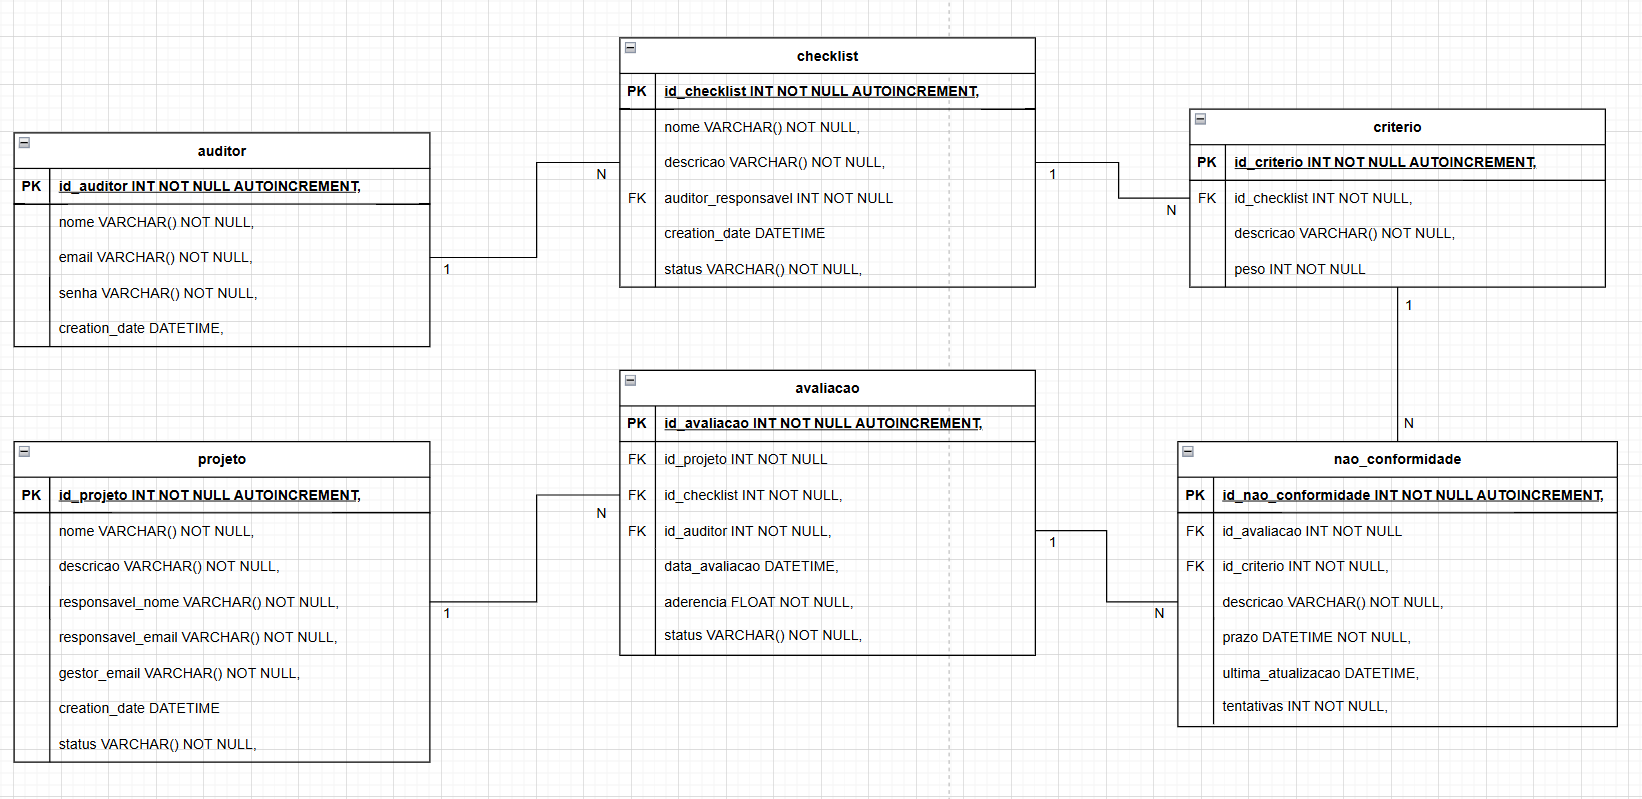 checklist
PK id_checklist INT NOT NULL AUTOINCREMENT,
nome VARCHAR() NOT NULL,
descricao VARCHAR() NOT NULL,
FK auditor_responsavel INT NOT NULL
creation_date DATETIME
status VARCHAR() NOT NULL,
auditor
PK id_auditor INT NOT NULL AUTOINCREMENT,
nome VARCHAR() NOT NULL,
email VARCHAR() NOT NULL,
senha VARCHAR() NOT NULL,
creation_date DATETIME,
1
N
criterio
PK id_criterio INT NOT NULL AUTOINCREMENT,
FK id_checklist INT NOT NULL,
descricao VARCHAR() NOT NULL,
peso INT NOT NULL
1
N
1
N
avaliacao
PK id_avaliacao INT NOT NULL AUTOINCREMENT,
FK id_projeto INT NOT NULL
FK id_checklist INT NOT NULL,
FK id_auditor INT NOT NULL,
data_avaliacao DATETIME,
aderencia FLOAT NOT NULL,
status VARCHAR() NOT NULL,
projeto
PK id_projeto INT NOT NULL AUTOINCREMENT,
nome VARCHAR() NOT NULL,
descricao VARCHAR() NOT NULL,
responsavel_nome VARCHAR() NOT NULL,
responsavel_email VARCHAR() NOT NULL,
gestor_email VARCHAR() NOT NULL,
creation_date DATETIME
status VARCHAR() NOT NULL,
1
N
nao_conformidade
PK id_nao_conformidade INT NOT NULL AUTOINCREMENT,
FK id_avaliacao INT NOT NULL
FK id_criterio INT NOT NULL,
descricao VARCHAR() NOT NULL,
prazo DATETIME NOT NULL,
ultima_atualizacao DATETIME,
tentativas INT NOT NULL,
1
N